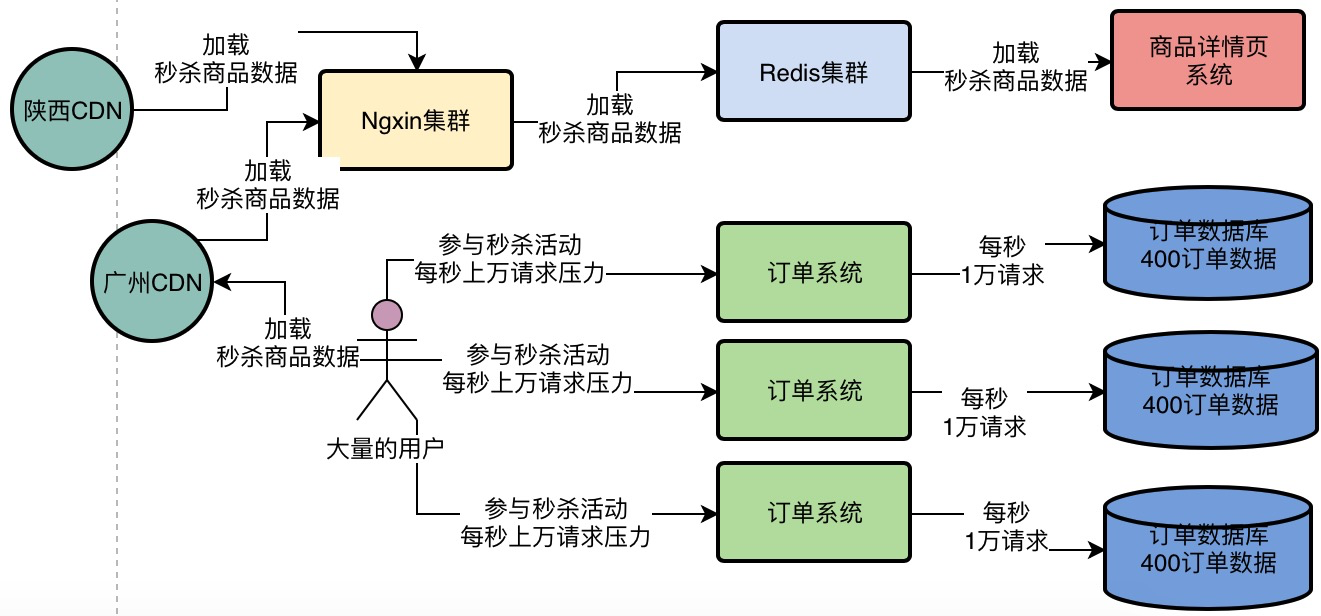 加载
秒杀商品数据
陕西CDN
Ngxin集群
加载
秒杀商品数据
Redis集群
加载
秒杀商品数据
商品详情页
系统
加载
秒杀商品数据
广州CDN
加载
秒杀商品数据
大量的用户
参与秒杀活动
每秒上万请求压力
订单系统
每秒
1万请求
订单数据库
400订单数据
参与秒杀活动
每秒上万请求压力
订单系统
每秒
1万请求
订单数据库
400订单数据
参与秒杀活动
每秒上万请求压力
订单系统
每秒
1万请求
订单数据库
400订单数据